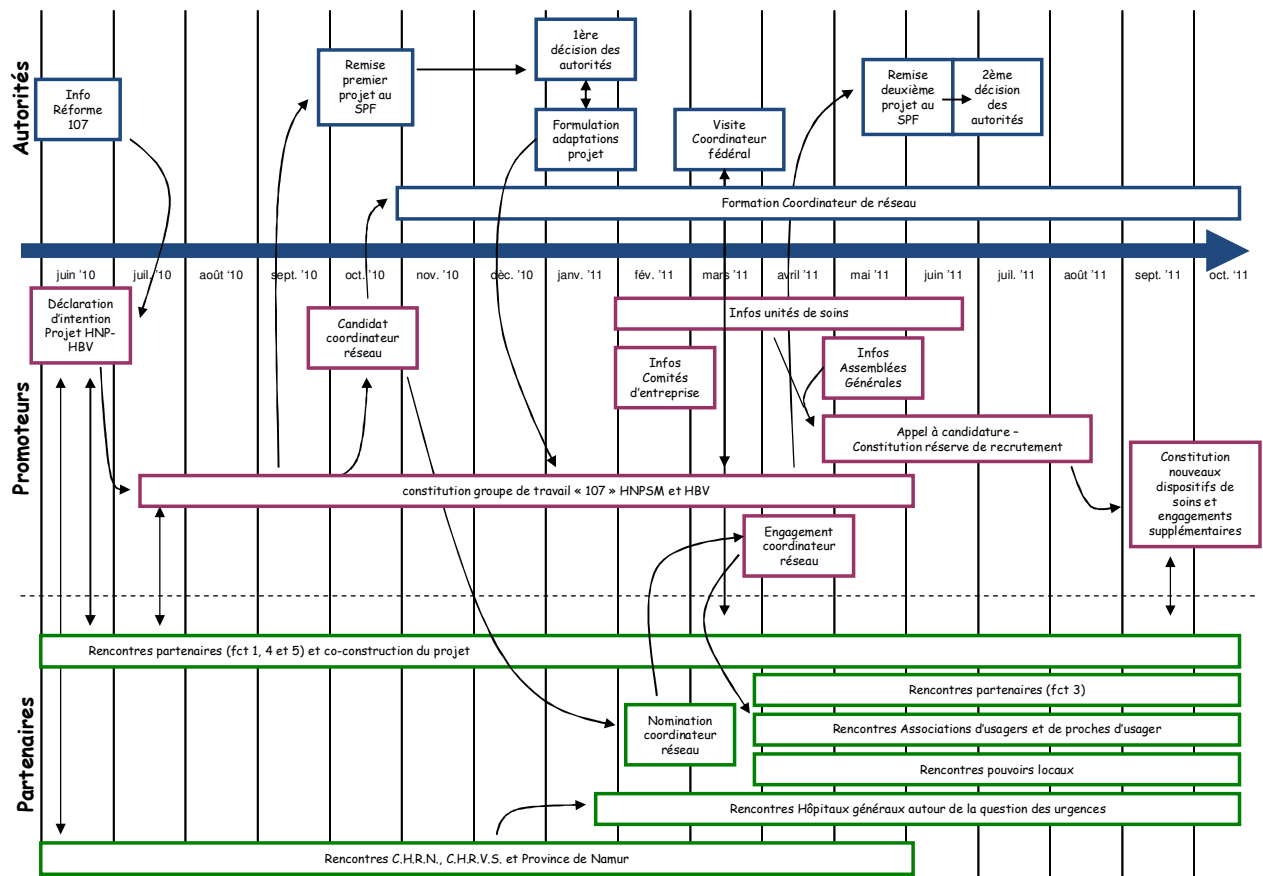 Autorités
Info
Réforme
107
Remise
premier
projet au
SPF
1ère
décision des
autorités
Formulation
adaptations
projet
Visite
Coordinateur
fédéral
Remise
deuxième
projet au
SPF
2ème
décision
des
autorités
Formation Coordinateur de réseau
juin '10
juil. '10
août '10
sept. '10
oct. '10
nov. '10
dèc. '10
janv. '11
fév. '11
mars '11
avril '11
mai '11
juin '11
juil. '11
août '11
sept. '11
oct. '11
Promoteurs
Déclaration
d'intention
Projet HNP-
HBV
Candidat
coordinateur
réseau
Infos unités de soins
Infos
Comités
d'entreprise
Infos
Assemblées
Générales
Appel à candidature –
Constitution réserve de recrutement
Constitution
nouveaux
dispositifs de
soins et
engagements
supplémentaires
constitution groupe de travail « 107 » HNPSM et HBV
Engagement
coordinateur
réseau
Partenaires
Rencontres partenaires (fct 1, 4 et 5) et co-construction du projet
Rencontres partenaires (fct 3)
Nomination
coordinateur
réseau
Rencontres Associations d'usagers et de proches d'usager
Rencontres pouvoirs locaux
Rencontres Hôpitaux généraux autour de la question des urgences
Rencontres C.H.R.N., C.H.R.V.S. et Province de Namur